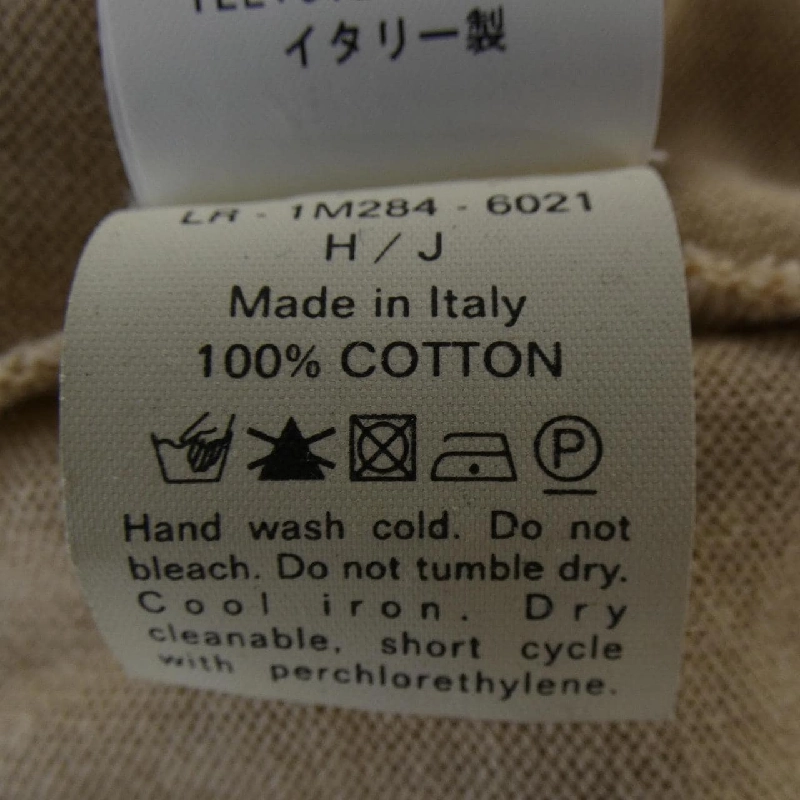 イタリー製
LR - 1M284 - 6021
H / J
Made in Italy
100% COTTON
P
Hand wash cold. Do not
bleach. Do not tumble dry.
Cool iron. Dry
cleanable, short cycle
with perchlorethylene.